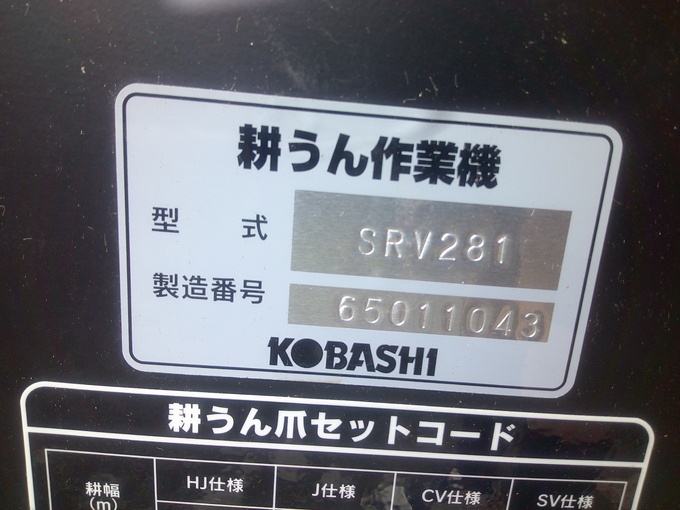 耕うん作業機
型 式 SRV281
製造番号 65011043
KOBASHI
耕うん爪セットコード
耕幅 HJ仕様 J仕様 CV仕様 SV仕様
(m)